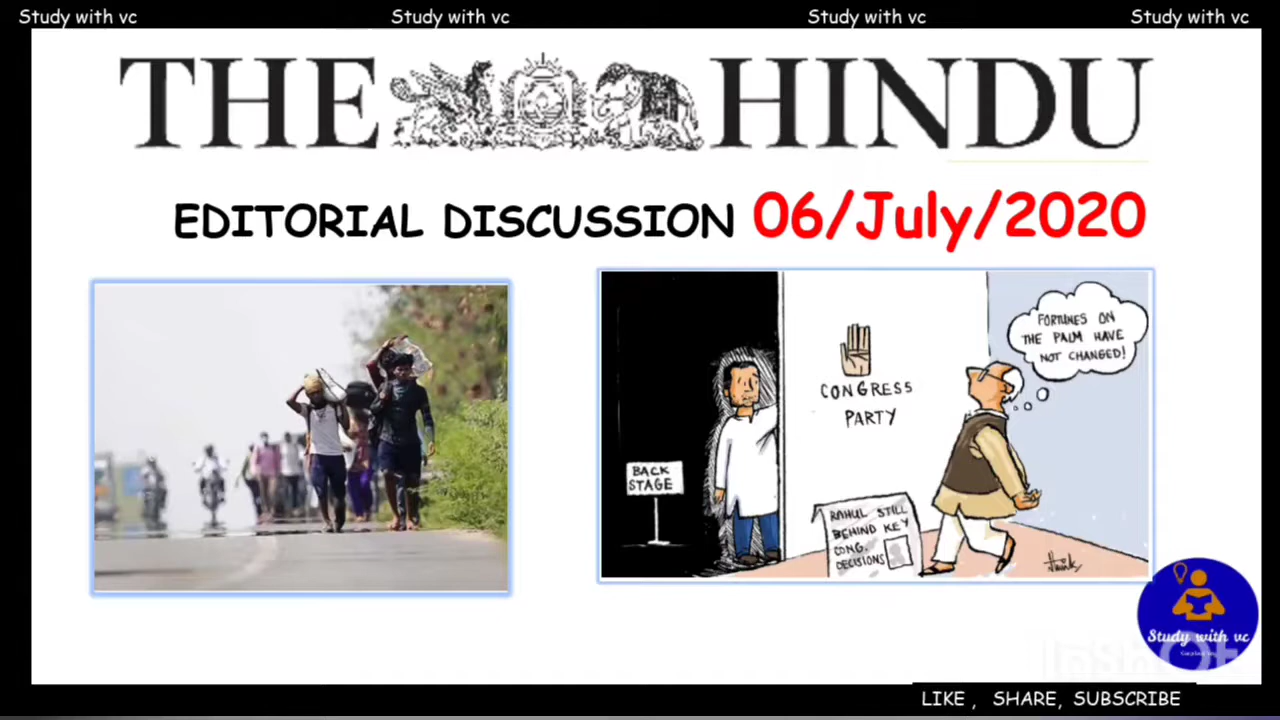 Study with vc Study with vc Study with vc Study with vc
THE HINDU
EDITORIAL DISCUSSION 06/July/2020
FORTUNES ON
THE PALM HAVE
NOT CHANGED!
CONGRESS
PARTY
BACK
STAGE
RAHUL STILL
BEHIND KEY
CONG.
DECISIONS
Study with vc
LIKE , SHARE, SUBSCRIBE